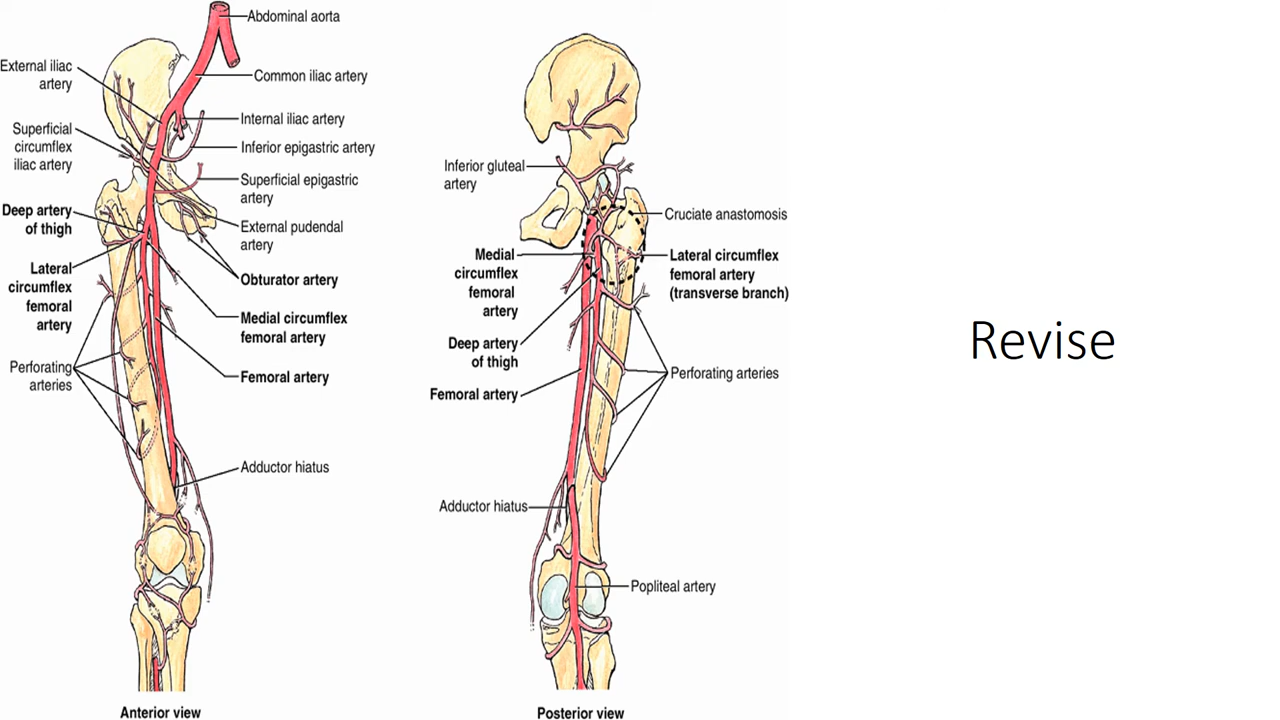 Abdominal aorta
External iliac
artery
Common iliac artery
Internal iliac artery
Superficial
circumflex
iliac artery
Inferior epigastric artery
Superficial epigastric
artery
Deep artery
of thigh
External pudendal
artery
Lateral
circumflex
femoral
artery
Obturator artery
Medial circumflex
femoral artery
Perforating
arteries
Femoral artery
Adductor hiatus
Anterior view
Inferior gluteal
artery
Cruciate anastomosis
Medial
circumflex
femoral
artery
Lateral circumflex
femoral artery
(transverse branch)
Deep artery
of thigh
Perforating arteries
Femoral artery
Adductor hiatus
Popliteal artery
Posterior view
Revise